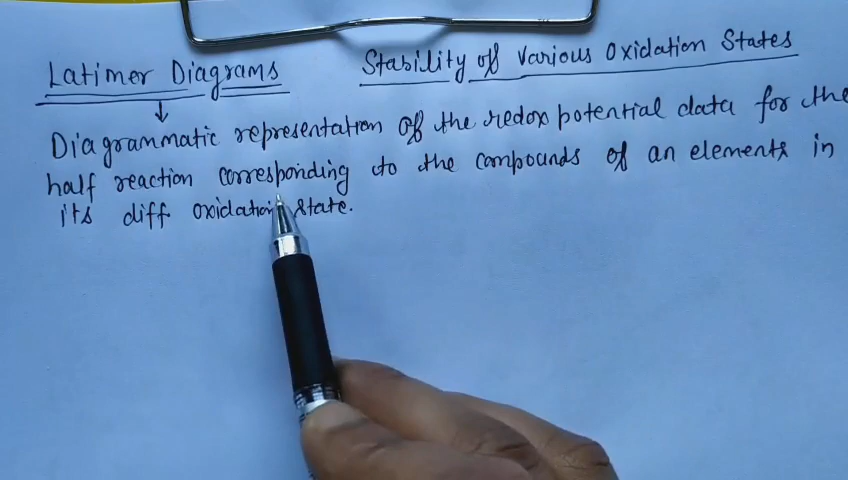 Latimer Diagrams Stability of Various Oxidation States
Diagrammatic representation of the redox potential data for the
half reaction corresponding to the compounds of an elements in
its diff oxidation state.